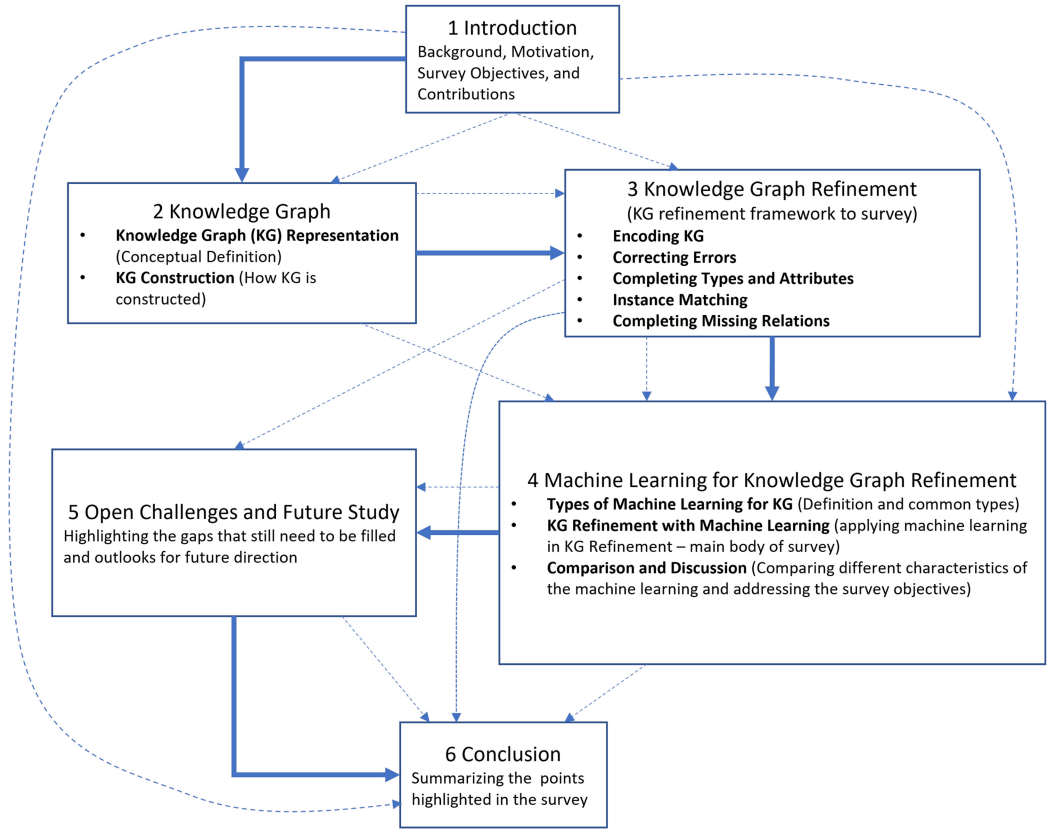 1 Introduction
Background, Motivation,
Survey Objectives, and
Contributions
2 Knowledge Graph
• Knowledge Graph (KG) Representation
(Conceptual Definition)
• KG Construction (How KG is
constructed)
3 Knowledge Graph Refinement
(KG refinement framework to survey)
• Encoding KG
• Correcting Errors
• Completing Types and Attributes
• Instance Matching
• Completing Missing Relations
4 Machine Learning for Knowledge Graph Refinement
• Types of Machine Learning for KG (Definition and common types)
• KG Refinement with Machine Learning (applying machine learning
in KG Refinement – main body of survey)
• Comparison and Discussion (Comparing different characteristics of
the machine learning and addressing the survey objectives)
5 Open Challenges and Future Study
Highlighting the gaps that still need to be filled
and outlooks for future direction
6 Conclusion
Summarizing the points
highlighted in the survey